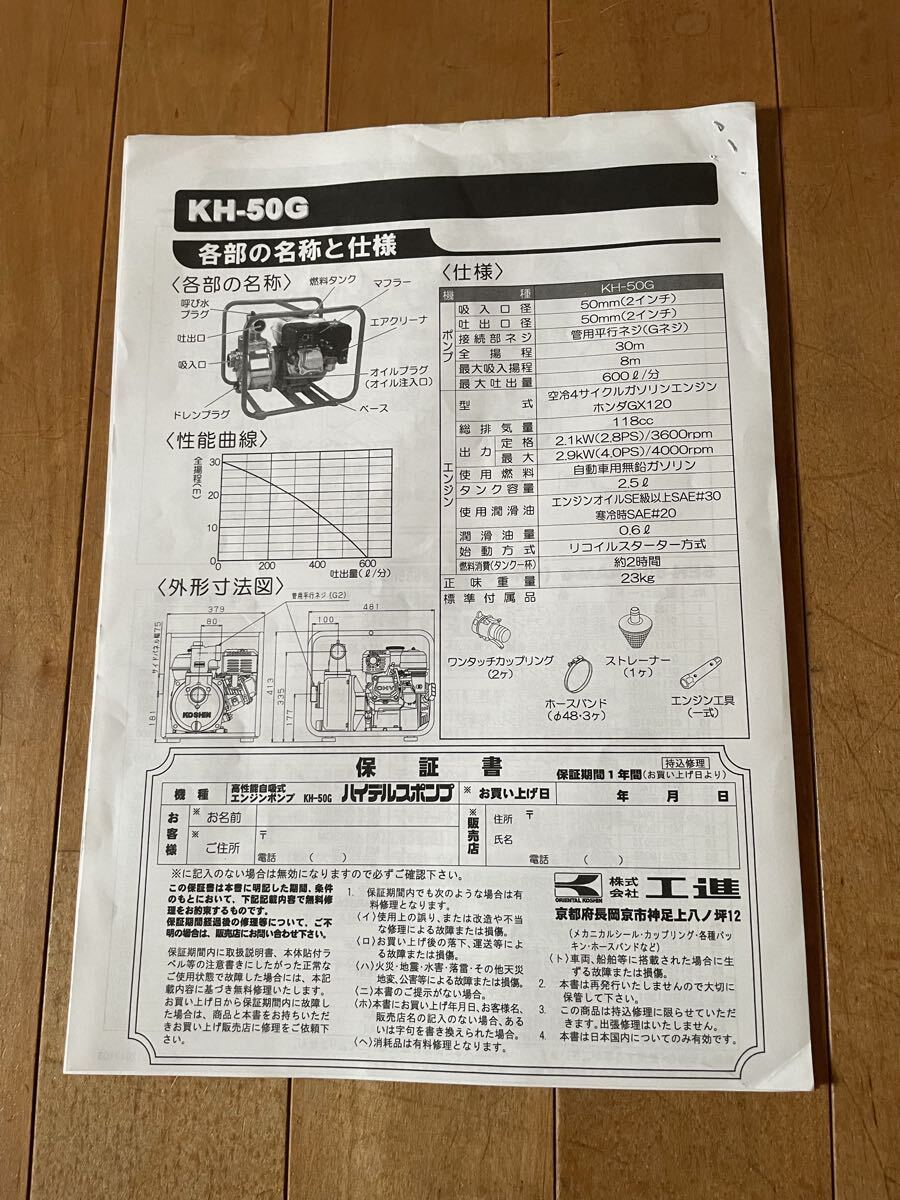 KH-50G
各部の名称と仕様
〈各部の名称〉
燃料タンク
マフラー
呼び水
プラグ
エアクリーナ
吐出口
吸入口
オイルプラグ
(オイル注入口)
ドレンプラグ
ベース
〈性能曲線〉
全揚程(m)
30
20
10
0
0
200
400
600
吐出量(ℓ/分)
〈外形寸法図〉
管用平行ネジ(G2)
379
80
サイドパネル幅75
181
KOSHIN
481
100
413
335
177
OHV
〈仕様〉
機種 KH-50G
ポンプ
吸入口径 50mm(2インチ)
吐出口径 50mm(2インチ)
接続部ネジ 管用平行ネジ(Gネジ)
全揚程 30m
最大吸入揚程 8m
最大吐出量 600ℓ/分
エンジン
型式 空冷4サイクルガソリンエンジン
ホンダGX120
総排気量 118cc
出力 定格 2.1kW(2.8PS)/3600rpm
最大 2.9kW(4.0PS)/4000rpm
使用燃料 自動車用無鉛ガソリン
タンク容量 2.5ℓ
使用潤滑油 エンジンオイルSE級以上SAE#30
寒冷時SAE#20
潤滑油量 0.6ℓ
始動方式 リコイルスターター方式
燃料消費(タンク一杯) 約2時間
正味重量 23kg
標準付属品
ワンタッチカップリング
(2ヶ)
ストレーナー
(1ヶ)
ホースバンド
(φ48・3ヶ)
エンジン工具
(一式)
保証書
持込修理
保証期間1年間(お買い上げ日より)
機種 高性能自吸式
エンジンポンプ KH-50G ハイデルスポンプ
※ お買い上げ日 年 月 日
お客様
※ お名前
※ ご住所 〒
電話 ( )
※販売店
住所 〒
氏名
電話 ( )
※に記入のない場合は無効になりますので必ずご確認下さい。
この保証書は本書に明記した期間、条件
のもとにおいて、下記記載内容で無料修
理をお約束するものです。
保証期間経過後の修理等について、ご不
明の場合は、販売店にお問い合わせ下さい。
保証期間内に取扱説明書、本体貼付ラ
ベル等の注意書きにしたがった正常な
ご使用状態で故障した場合には、本記
載内容に基づき無料修理いたします。
お買い上げ日から保証期間内に故障し
た場合は、商品と本書をお持ちいただ
きお買い上げ販売店に修理をご依頼下
さい。
1. 保証期間内でも次のような場合は有
料修理となります。
(イ)使用上の誤り、または改造や不当
な修理による故障または損傷。
(ロ)お買い上げ後の落下、運送等によ
る故障または損傷。
(ハ)火災・地震・水害・落雷・その他天災
地変、公害等による故障または損傷。
(ニ)本書のご提示がない場合。
(ホ)本書にお買い上げ年月日、お客様名、
販売店名の記入のない場合、ある
いは字句を書き換えられた場合。
(ヘ)消耗品は有料修理となります。
ORIENTAL KOSHIN
株式会社 工進
京都府長岡京市神足上八ノ坪12
(メカニカルシール・カップリング・各種パッ
キン・ホースバンドなど)
(ト)車両、船舶等に搭載された場合に生
ずる故障または損傷。
2. 本書は再発行いたしませんので大切に
保管して下さい。
3. この商品は持込修理に限らせていただ
きます。出張修理はいたしません。
4. 本書は日本国内についてのみ有効です。